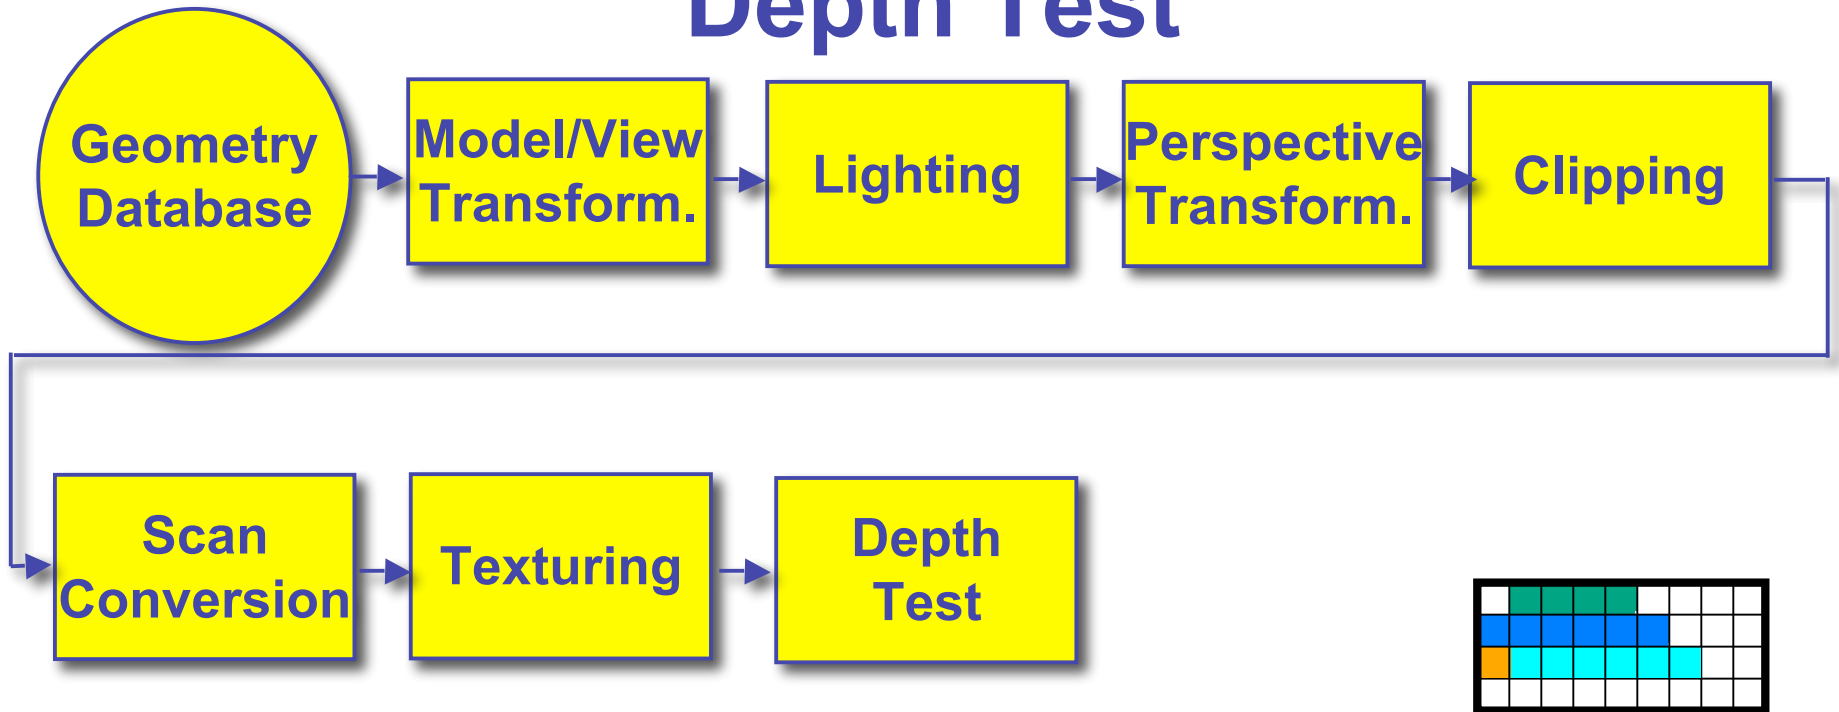 Depth Test
Geometry
Database
Model/View
Transform.
Lighting
Perspective
Transform.
Clipping
Scan
Conversion
Texturing
Depth
Test